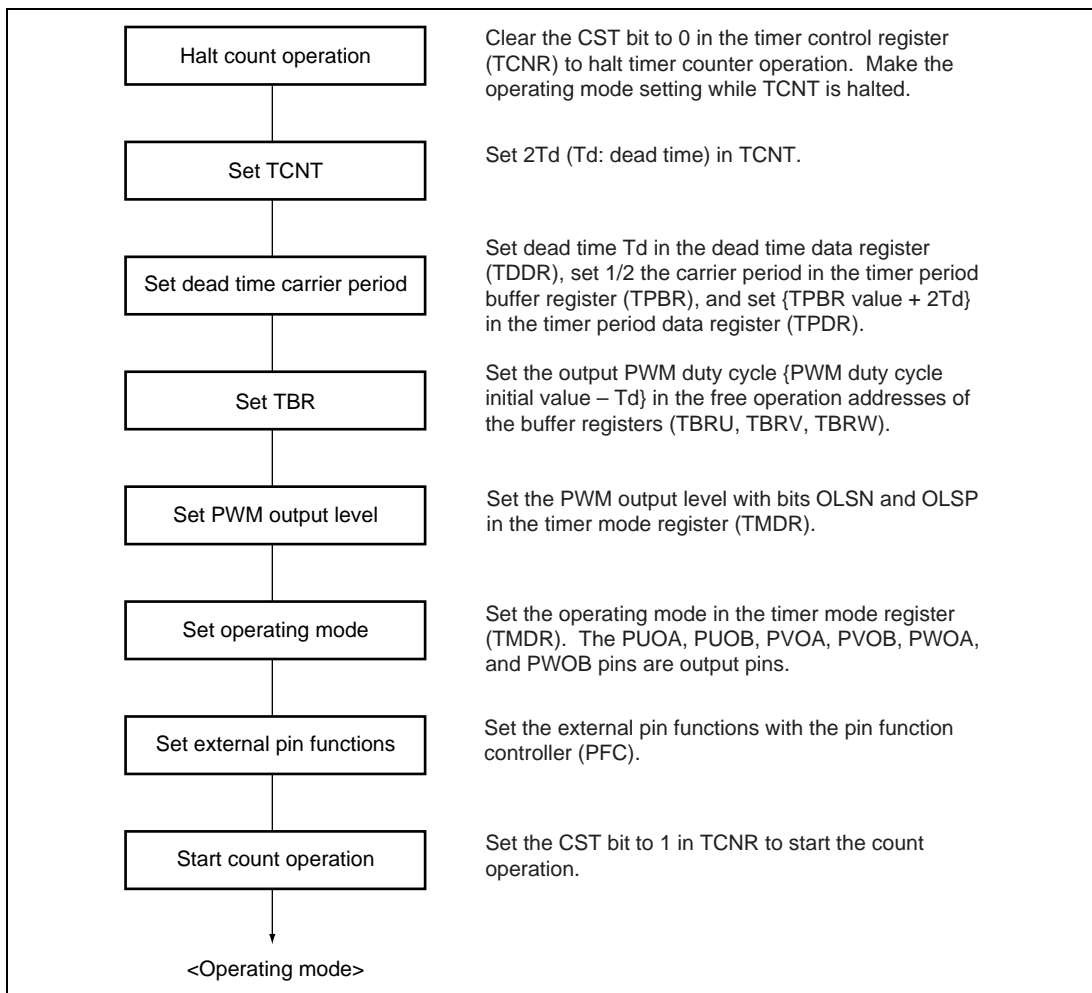 Halt count operation
Clear the CST bit to 0 in the timer control register
(TCNR) to halt timer counter operation.  Make the
operating mode setting while TCNT is halted.
Set TCNT
Set 2Td (Td: dead time) in TCNT.
Set dead time carrier period
Set dead time Td in the dead time data register
(TDDR), set 1/2 the carrier period in the timer period
buffer register (TPBR), and set {TPBR value + 2Td}
in the timer period data register (TPDR).
Set TBR
Set the output PWM duty cycle {PWM duty cycle
initial value – Td} in the free operation addresses of
the buffer registers (TBRU, TBRV, TBRW).
Set PWM output level
Set the PWM output level with bits OLSN and OLSP
in the timer mode register (TMDR).
Set operating mode
Set the operating mode in the timer mode register
(TMDR).  The PUOA, PUOB, PVOA, PVOB, PWOA,
and PWOB pins are output pins.
Set external pin functions
Set the external pin functions with the pin function
controller (PFC).
Start count operation
Set the CST bit to 1 in TCNR to start the count
operation.
<Operating mode>